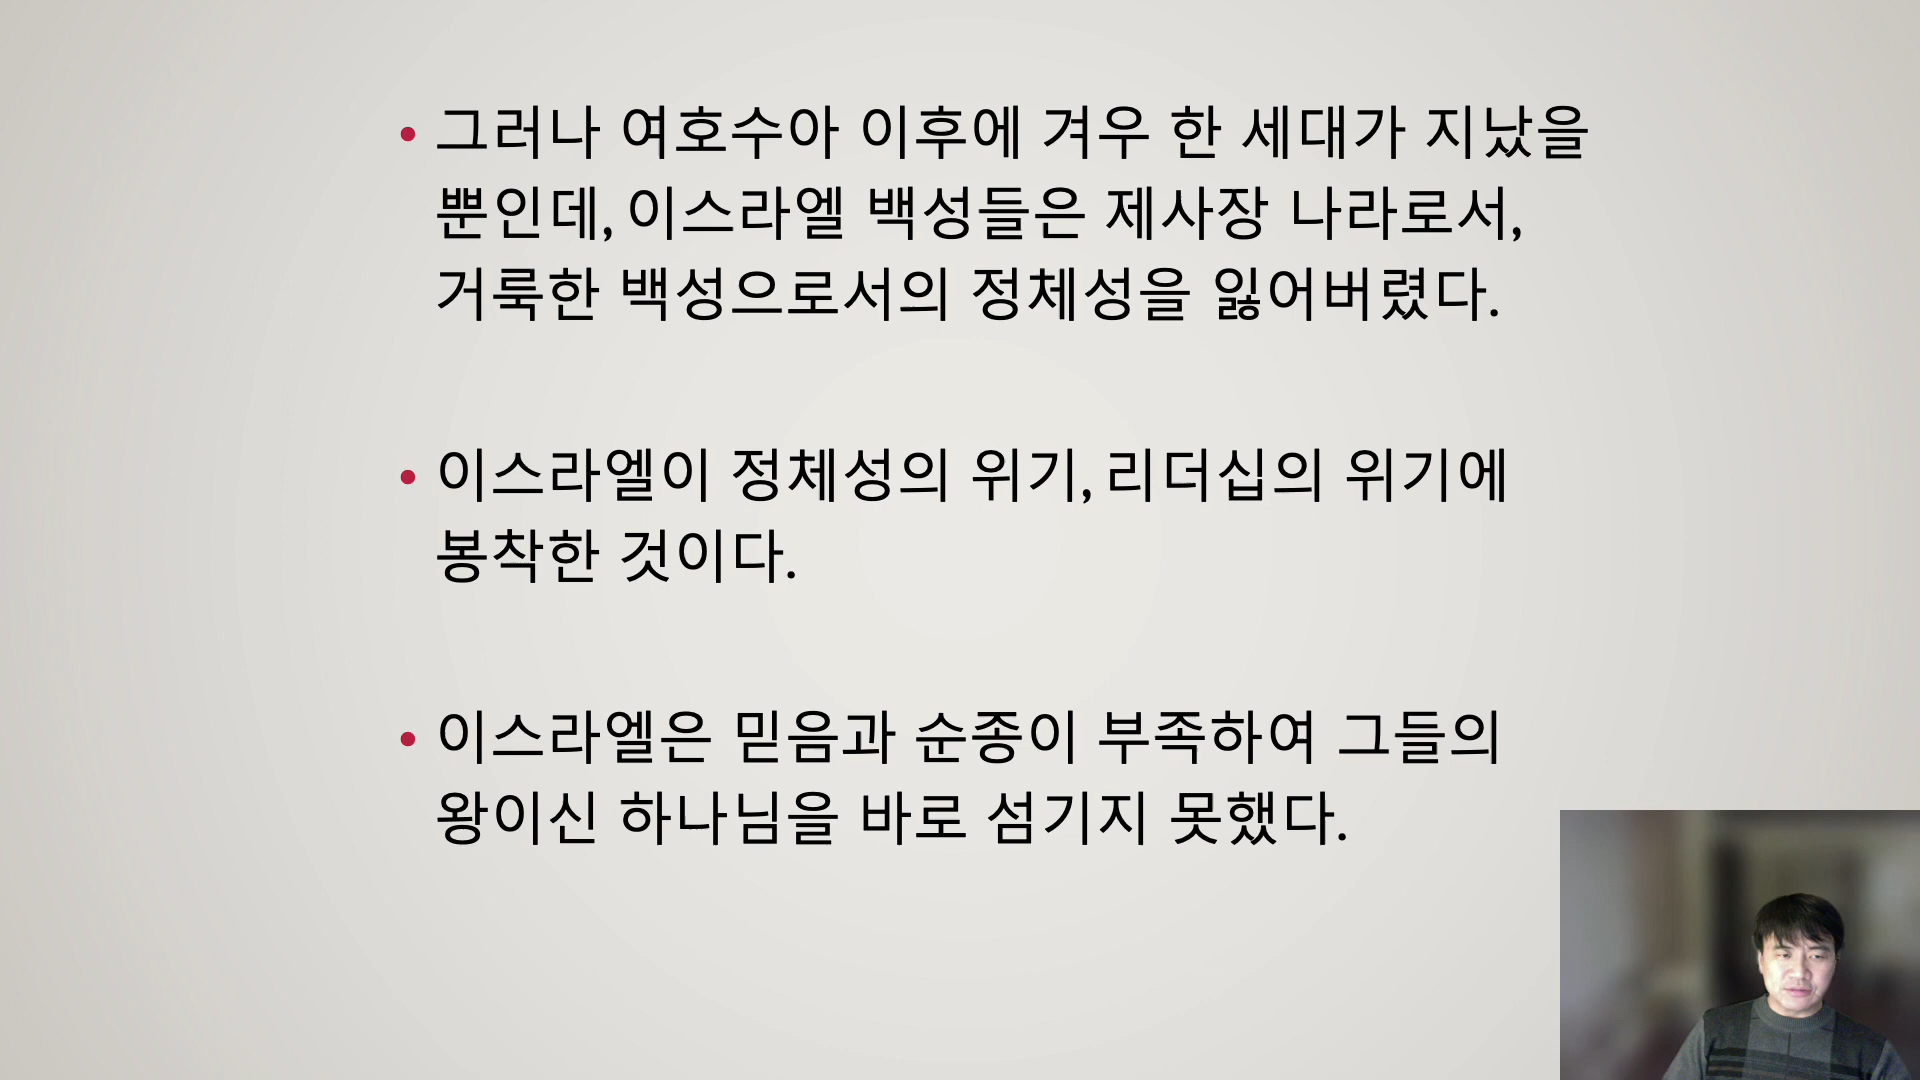 • 그러나 여호수아 이후에 겨우 한 세대가 지났을
뿐인데, 이스라엘 백성들은 제사장 나라로서,
거룩한 백성으로서의 정체성을 잃어버렸다.
• 이스라엘이 정체성의 위기, 리더십의 위기에
봉착한 것이다.
• 이스라엘은 믿음과 순종이 부족하여 그들의
왕이신 하나님을 바로 섬기지 못했다.